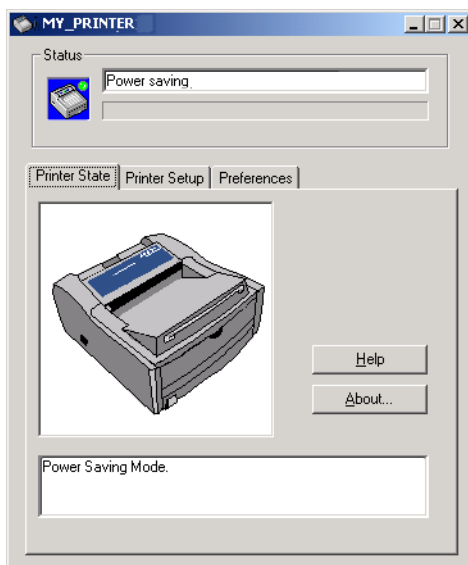 MY_PRINTER
Status
Power saving
Printer State
Printer Setup
Preferences
Help
About...
Power Saving Mode.